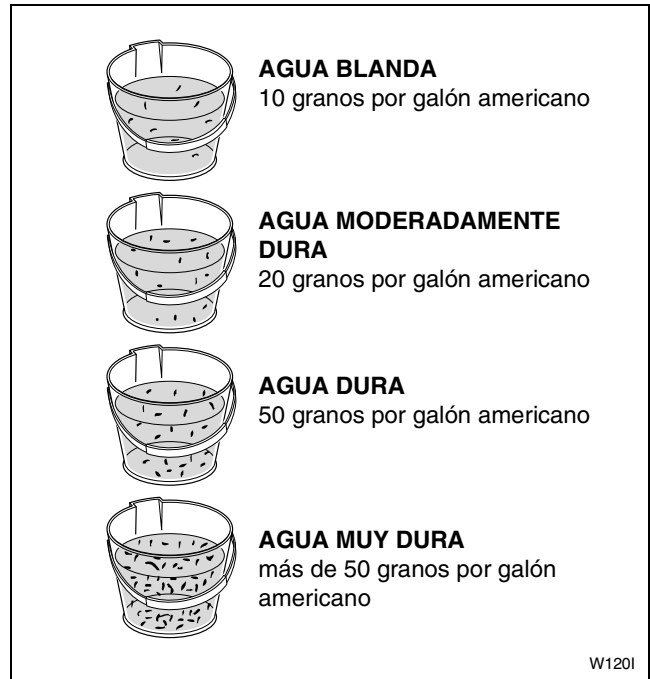 AGUA BLANDA
10 granos por galón americano
AGUA MODERADAMENTE
DURA
20 granos por galón americano
AGUA DURA
50 granos por galón americano
AGUA MUY DURA
más de 50 granos por galón
americano
W120I